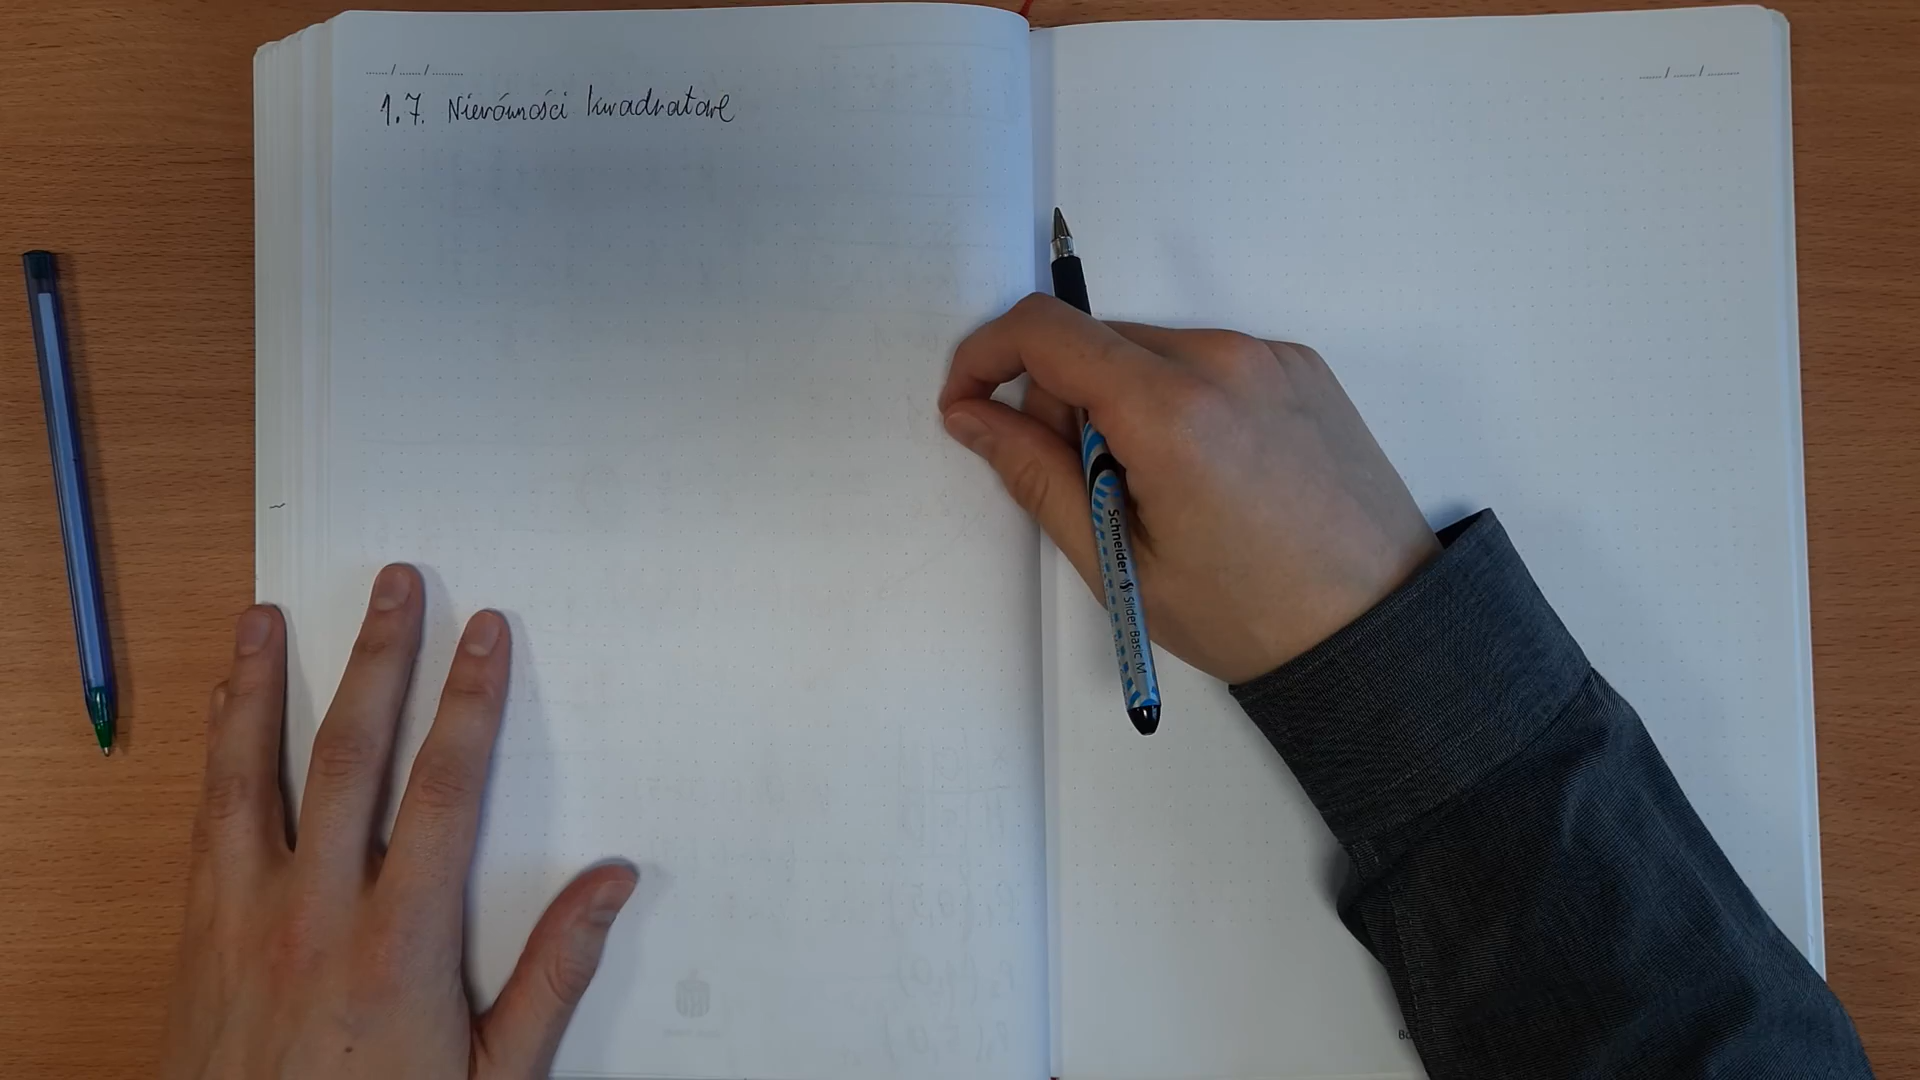 ....... / ...... / ..........
1.7. Nierówności kwadratowe
....... / ...... / ..........
Schneider Slider Basic M